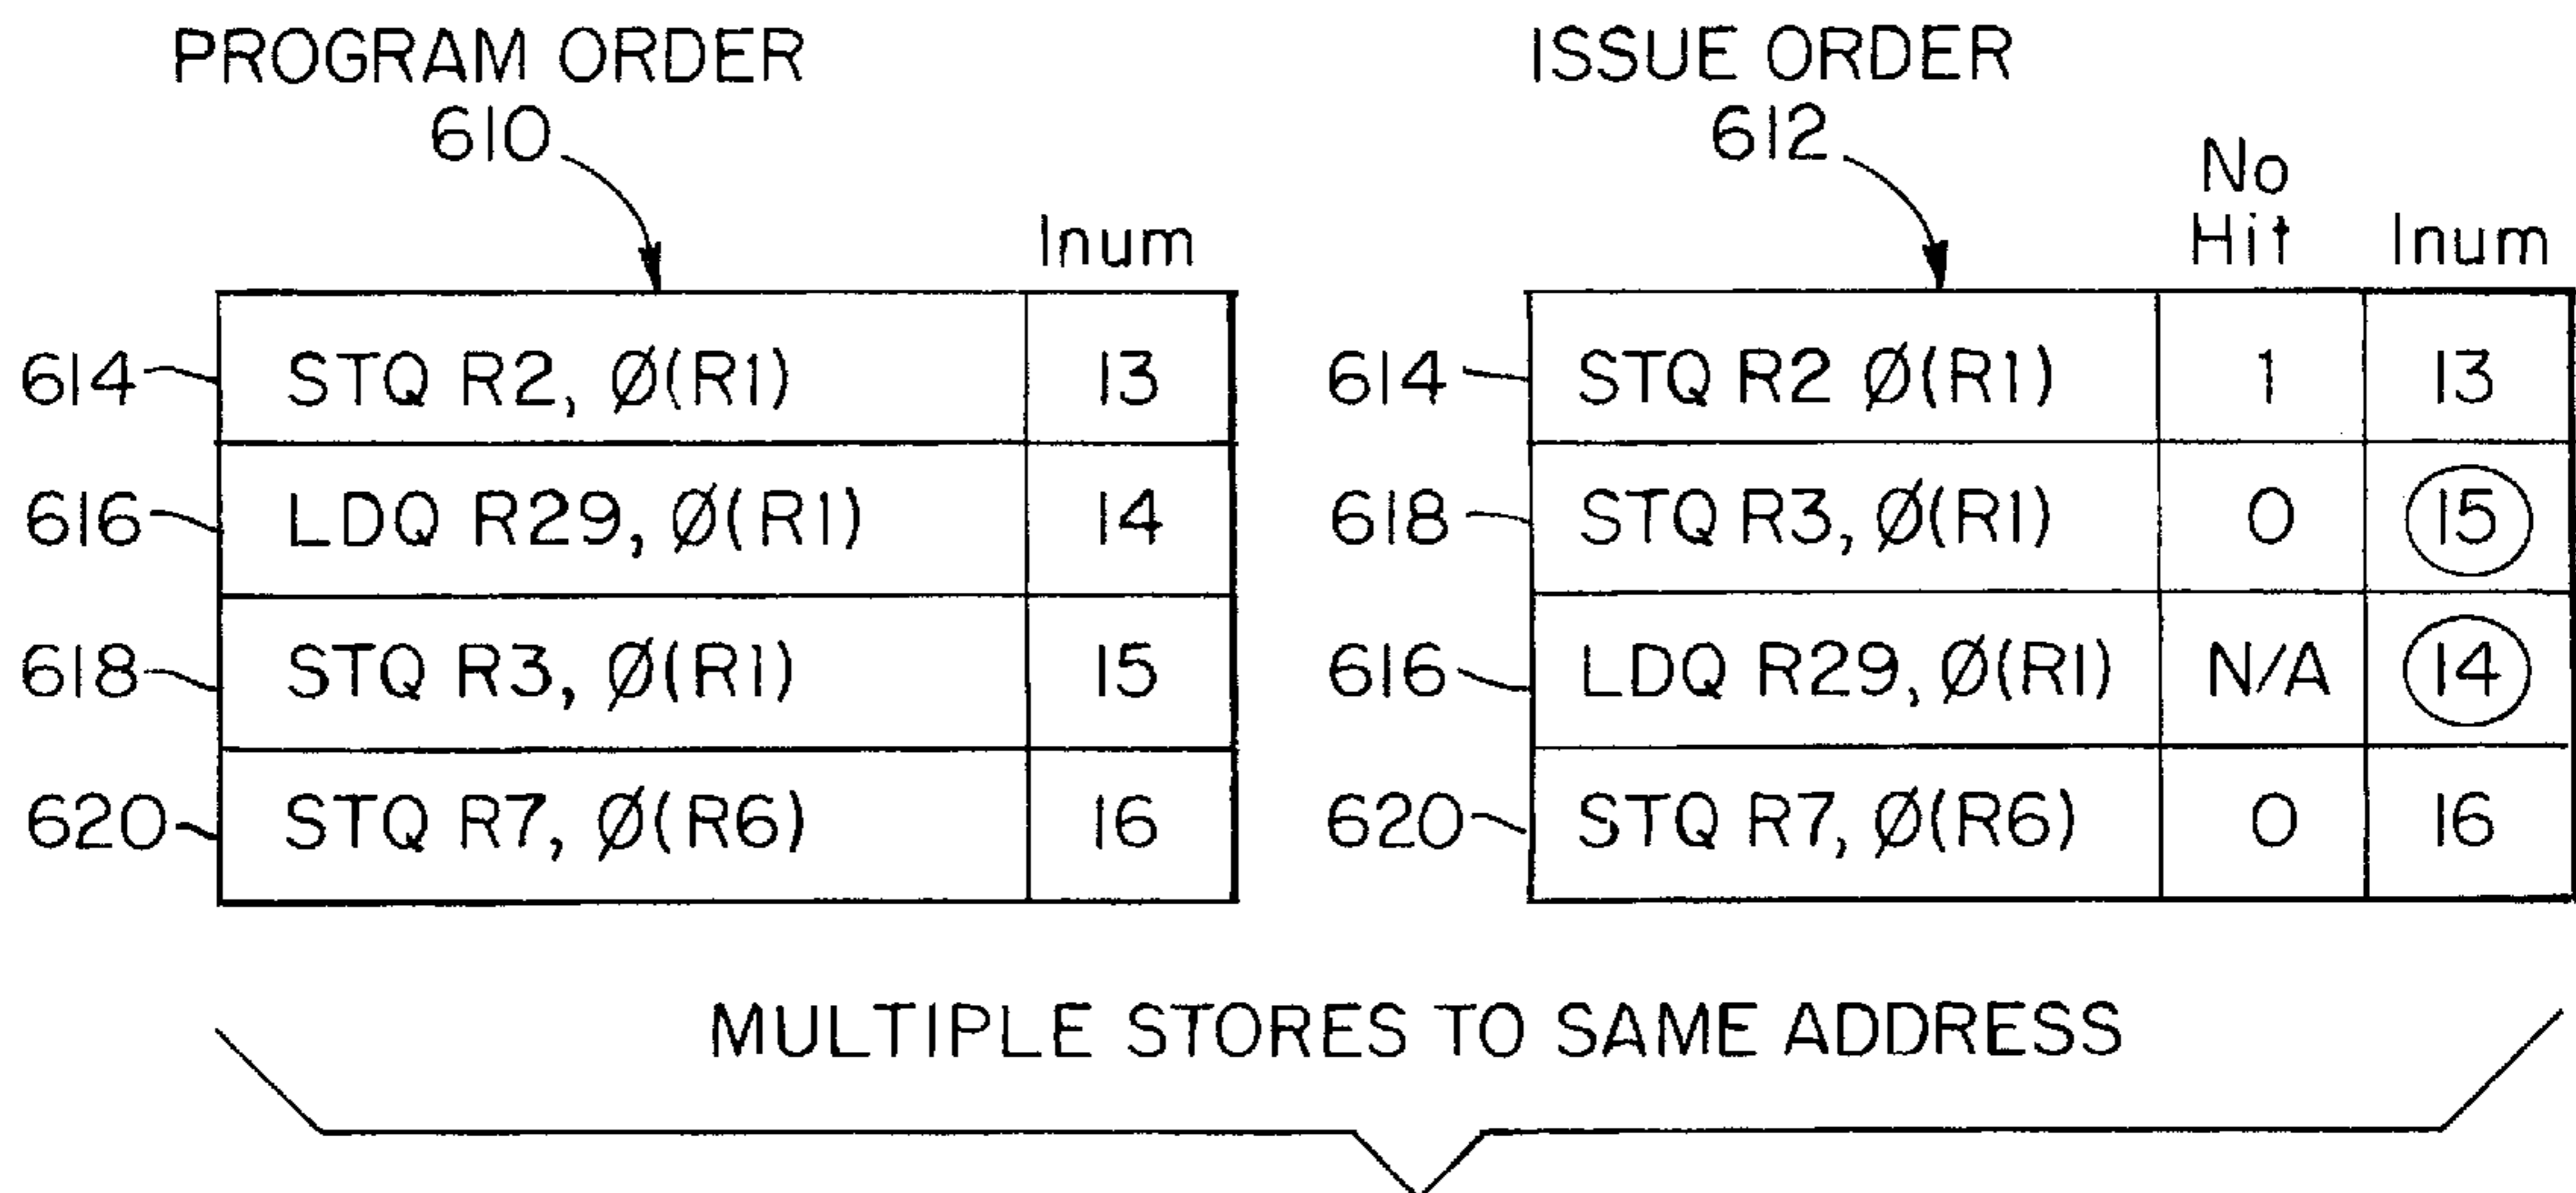 PROGRAM ORDER
610
Inum
614 STQ R2, Ø(R1) 13
616 LDQ R29, Ø(R1) 14
618 STQ R3, Ø(R1) 15
620 STQ R7, Ø(R6) 16
ISSUE ORDER
612
No
Hit Inum
614 STQ R2 Ø(R1) 1 13
618 STQ R3, Ø(R1) 0 15
616 LDQ R29, Ø(R1) N/A 14
620 STQ R7, Ø(R6) 0 16
MULTIPLE STORES TO SAME ADDRESS